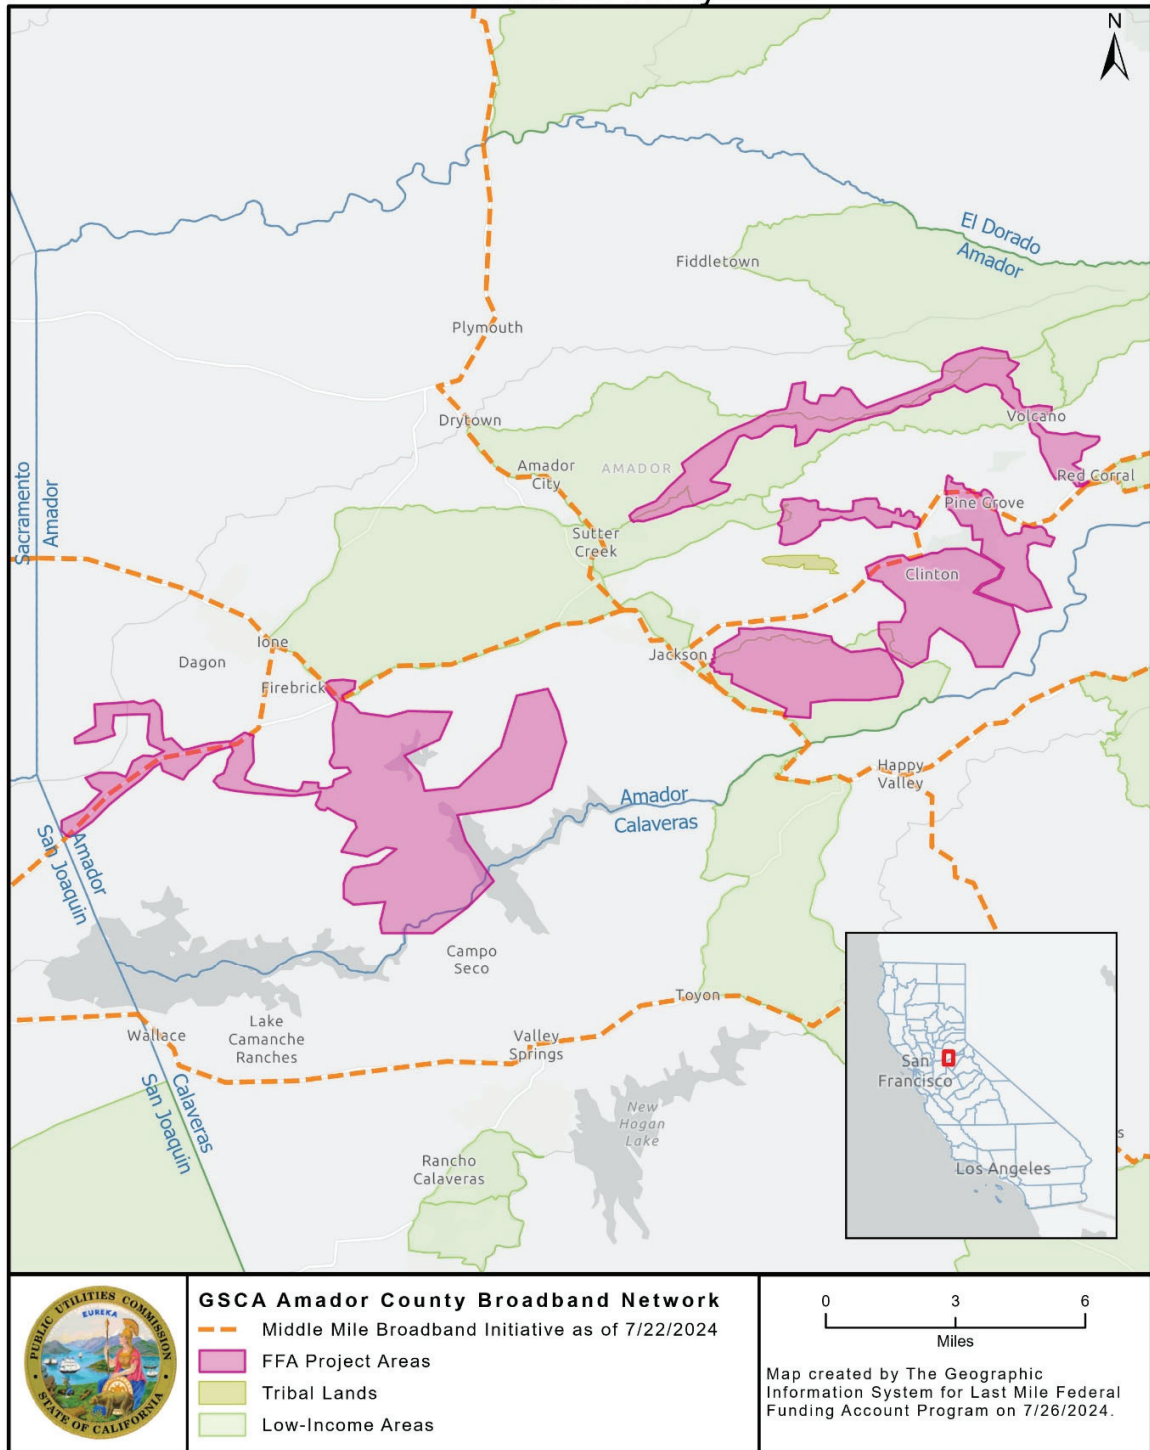 N
El Dorado
Amador
Fiddletown
Plymouth
Drytown
Volcano
Amador
City
AMADOR
Red Corral
Sacramento
Amador
Pine Grove
Sutter
Creek
Clinton
Ione
Dagon
Jackson
Firebrick
Happy
Valley
Amador
Calaveras
Amador
San Joaquin
Campo
Seco
Toyon
Wallace
Lake
Camanche
Ranches
Valley
Springs
Calaveras
San Joaquin
New
Hogan
Lake
Rancho
Calaveras
San
Francisco
Los Angeles
s
PUBLIC UTILITIES COMMISSION
EUREKA
STATE OF CALIFORNIA
GSCA Amador County Broadband Network
Middle Mile Broadband Initiative as of 7/22/2024
FFA Project Areas
Tribal Lands
Low-Income Areas
0 3 6
Miles
Map created by The Geographic
Information System for Last Mile Federal
Funding Account Program on 7/26/2024.